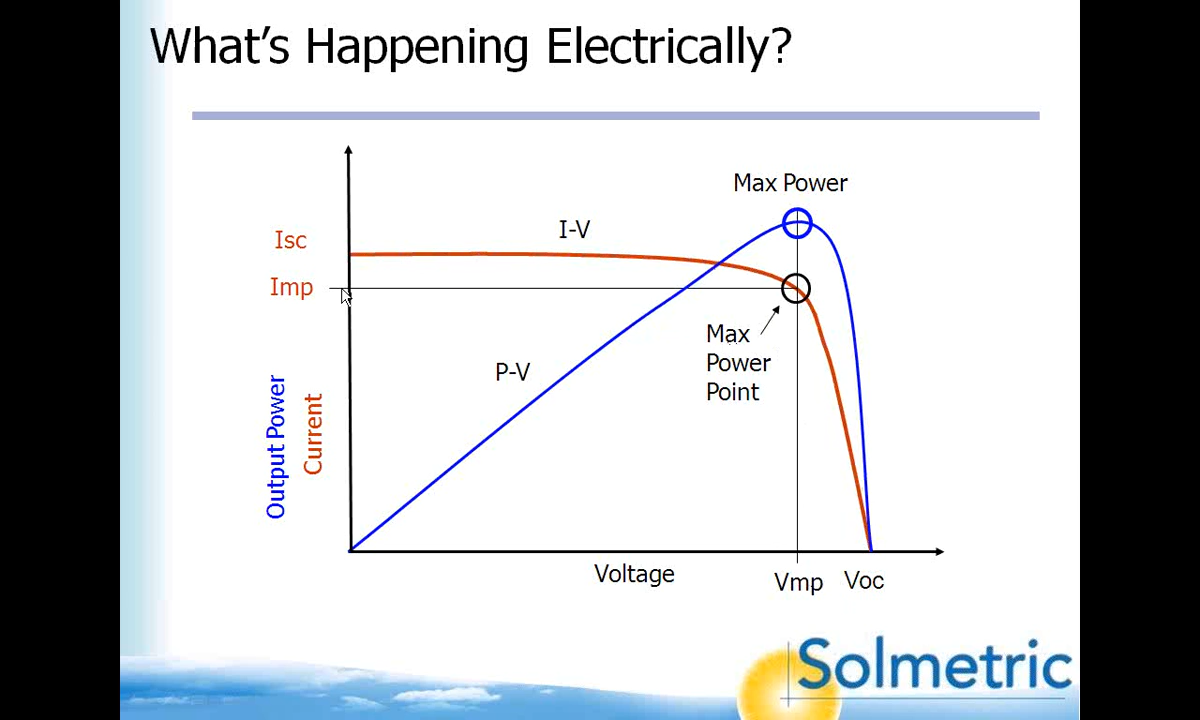 What's Happening Electrically?
Max Power
I-V
Isc
Imp
Max
Power
Point
P-V
Output Power
Current
Voltage
Vmp
Voc
Solmetric